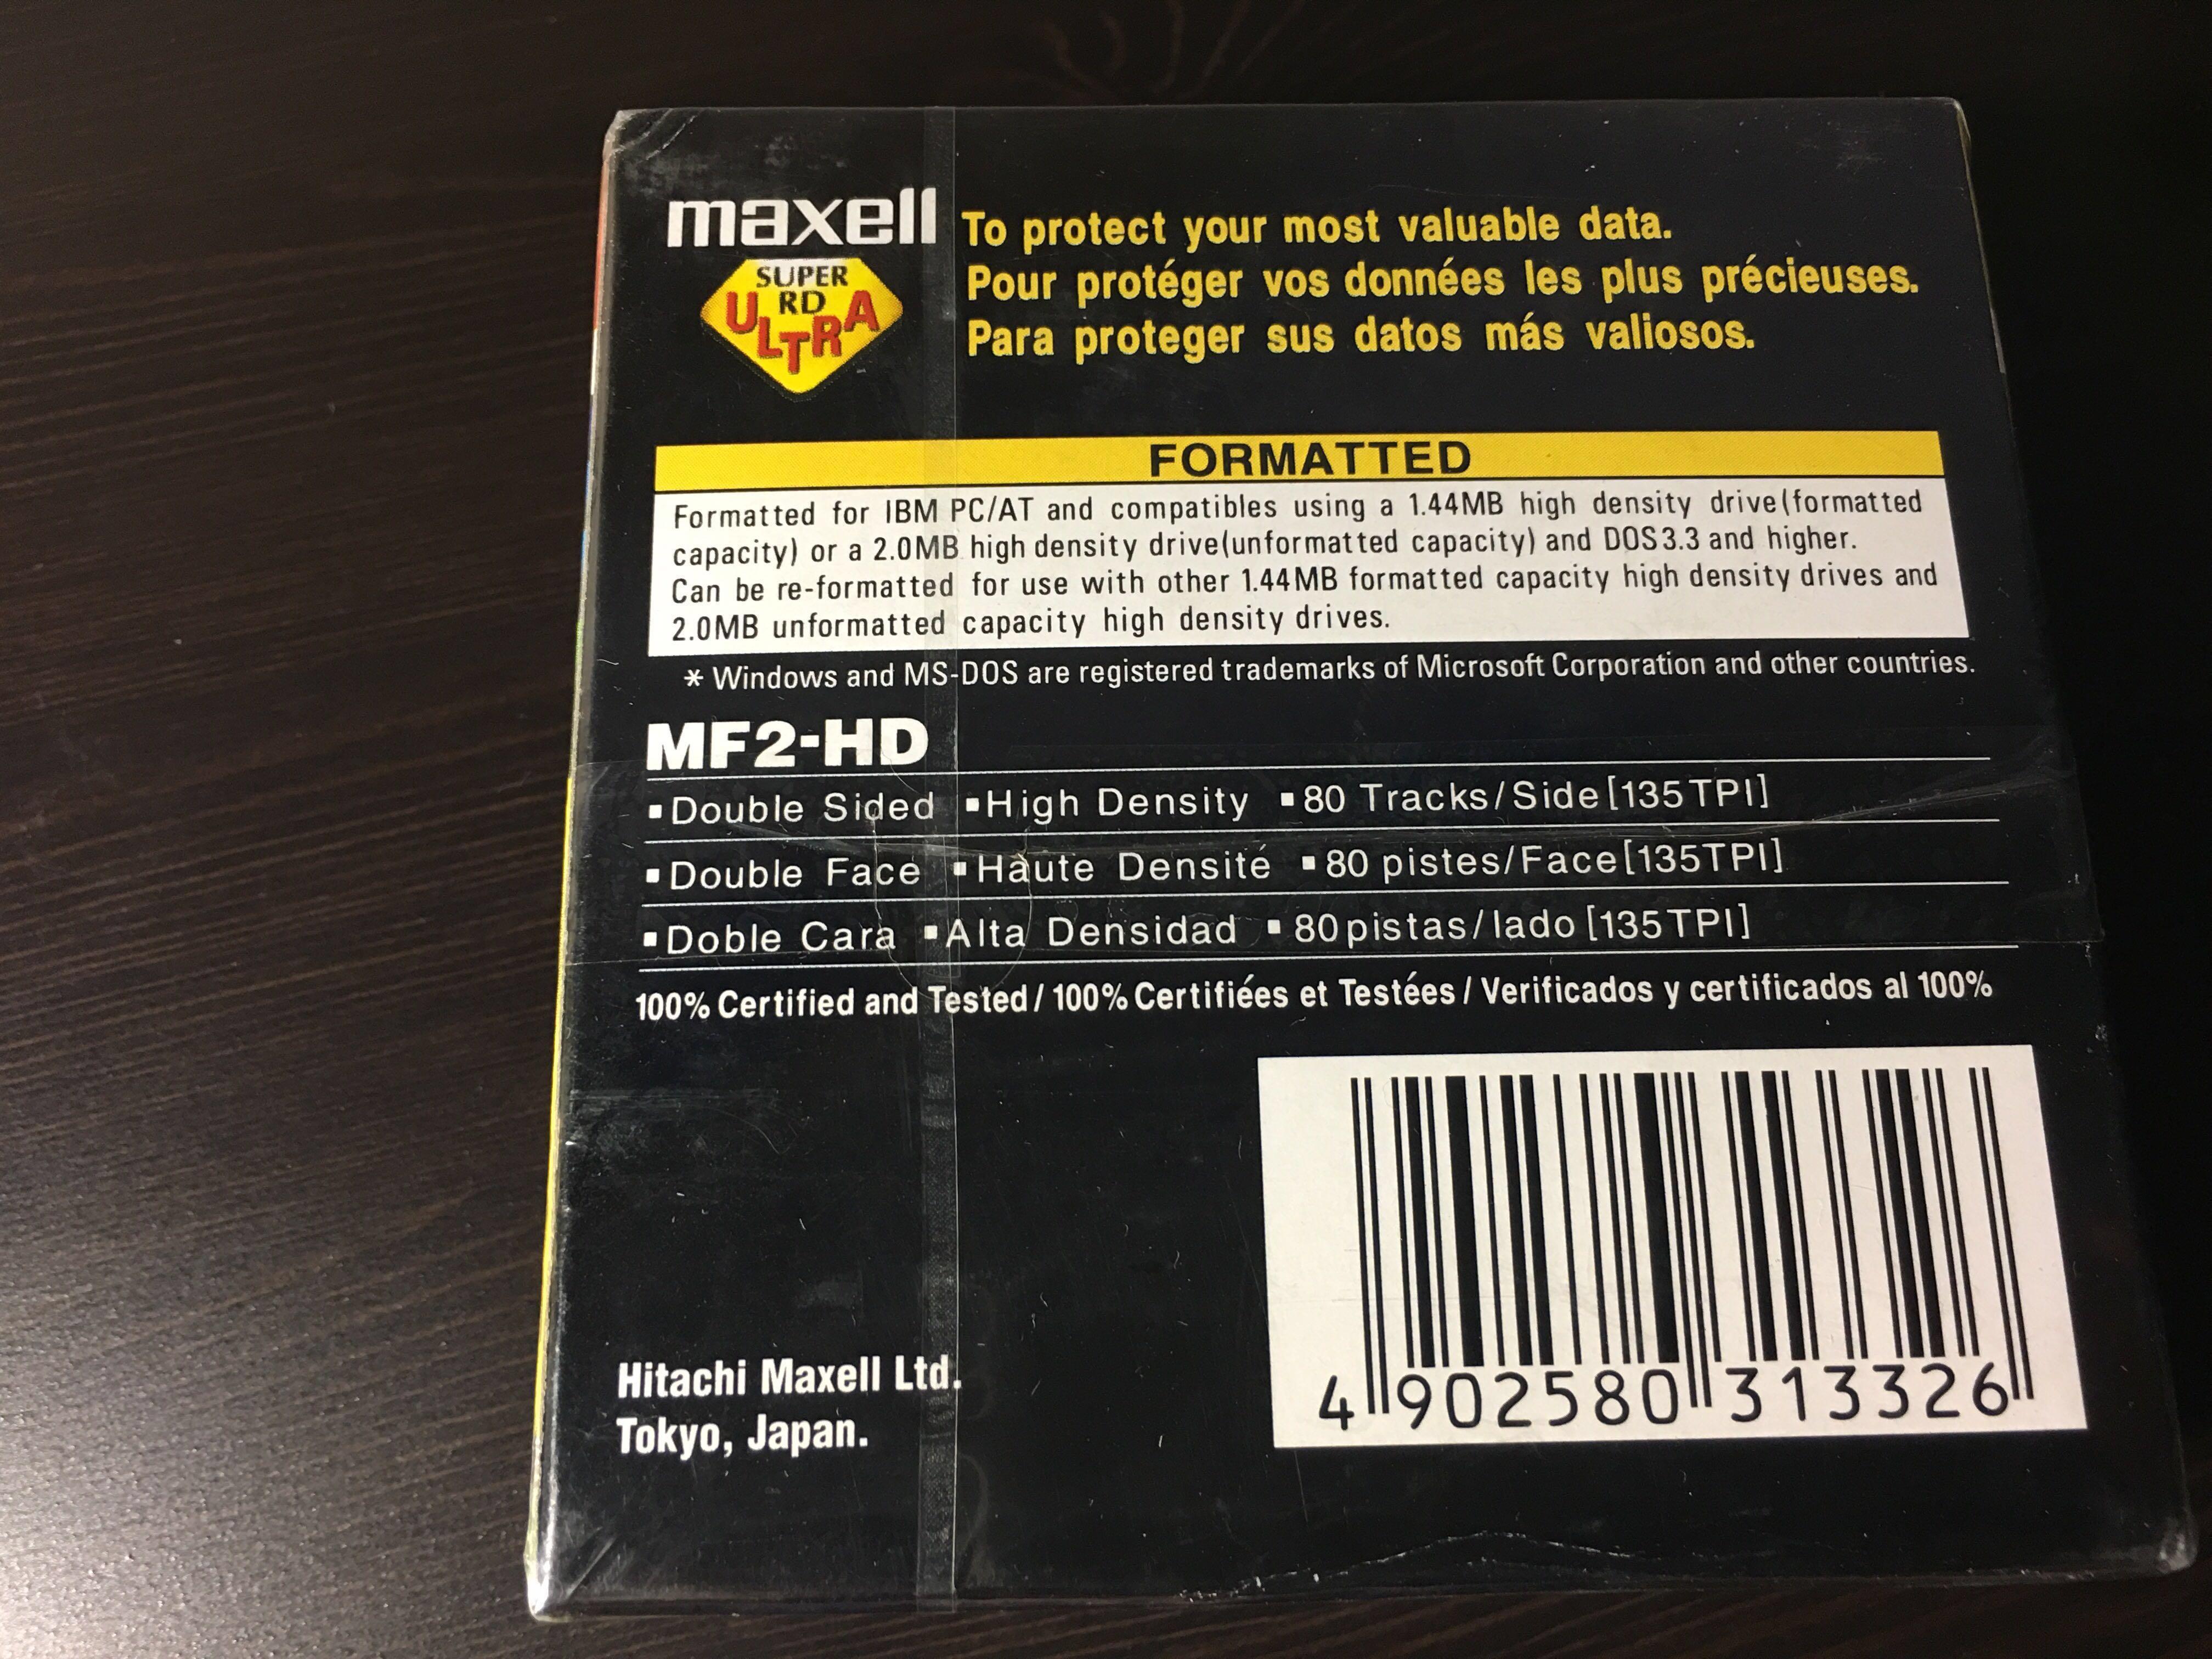 maxell
SUPER
RD
ULTRA
To protect your most valuable data.
Pour protéger vos données les plus précieuses.
Para proteger sus datos más valiosos.
FORMATTED
Formatted for IBM PC/AT and compatibles using a 1.44MB high density drive(formatted
capacity) or a 2.0MB high density drive(unformatted capacity) and DOS3.3 and higher.
Can be re-formatted for use with other 1.44MB formatted capacity high density drives and
2.0MB unformatted capacity high density drives.
* Windows and MS-DOS are registered trademarks of Microsoft Corporation and other countries.
MF2-HD
▪Double Sided ▪High Density ▪80 Tracks/Side[135TPI]
▪Double Face ▪Haute Densité ▪80 pistes/Face[135TPI]
▪Doble Cara ▪Alta Densidad ▪80pistas/lado [135TPI]
100% Certified and Tested / 100% Certifiées et Testées / Verificados y certificados al 100%
Hitachi Maxell Ltd.
Tokyo, Japan.
4 902580 313326